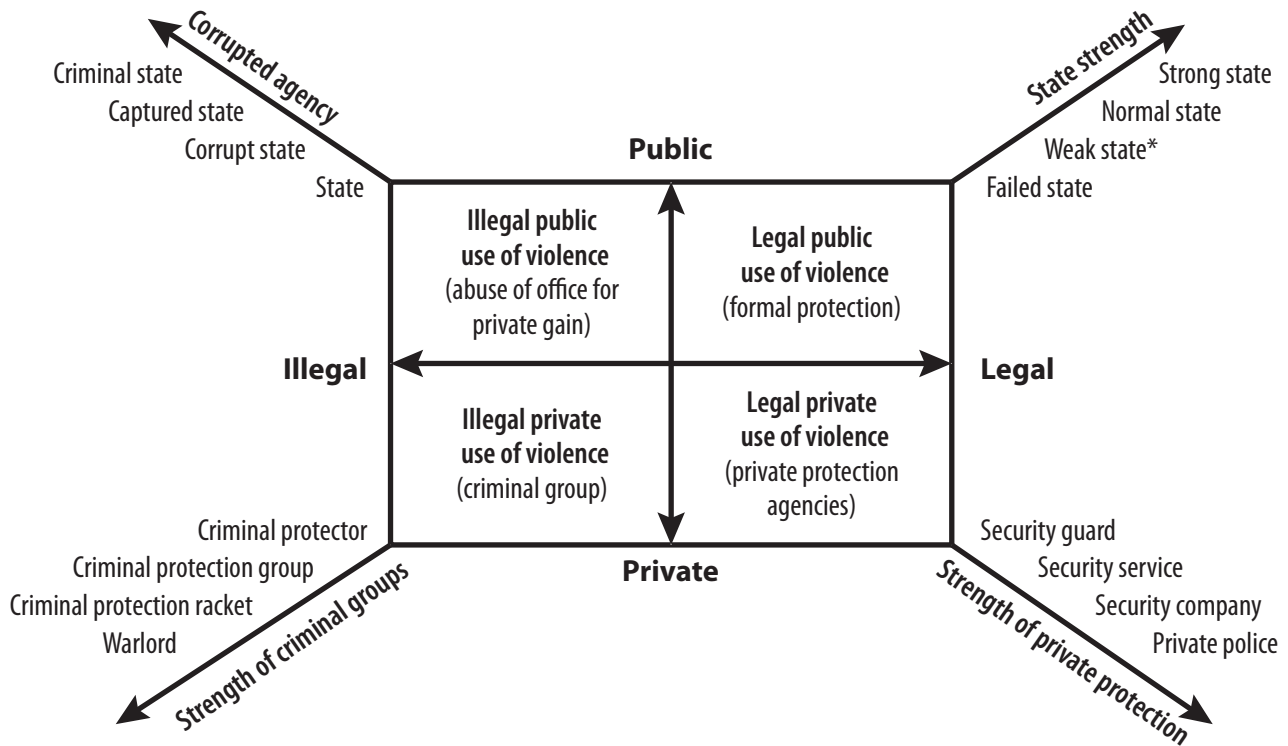 Corrupted agency
Criminal state
Captured state
Corrupt state
State
State strength
Strong state
Normal state
Weak state*
Failed state
Public
Illegal public
use of violence
(abuse of office for
private gain)
Legal public
use of violence
(formal protection)
Illegal
Legal
Illegal private
use of violence
(criminal group)
Legal private
use of violence
(private protection
agencies)
Private
Criminal protector
Criminal protection group
Criminal protection racket
Warlord
Strength of criminal groups
Security guard
Security service
Security company
Private police
Strength of private protection